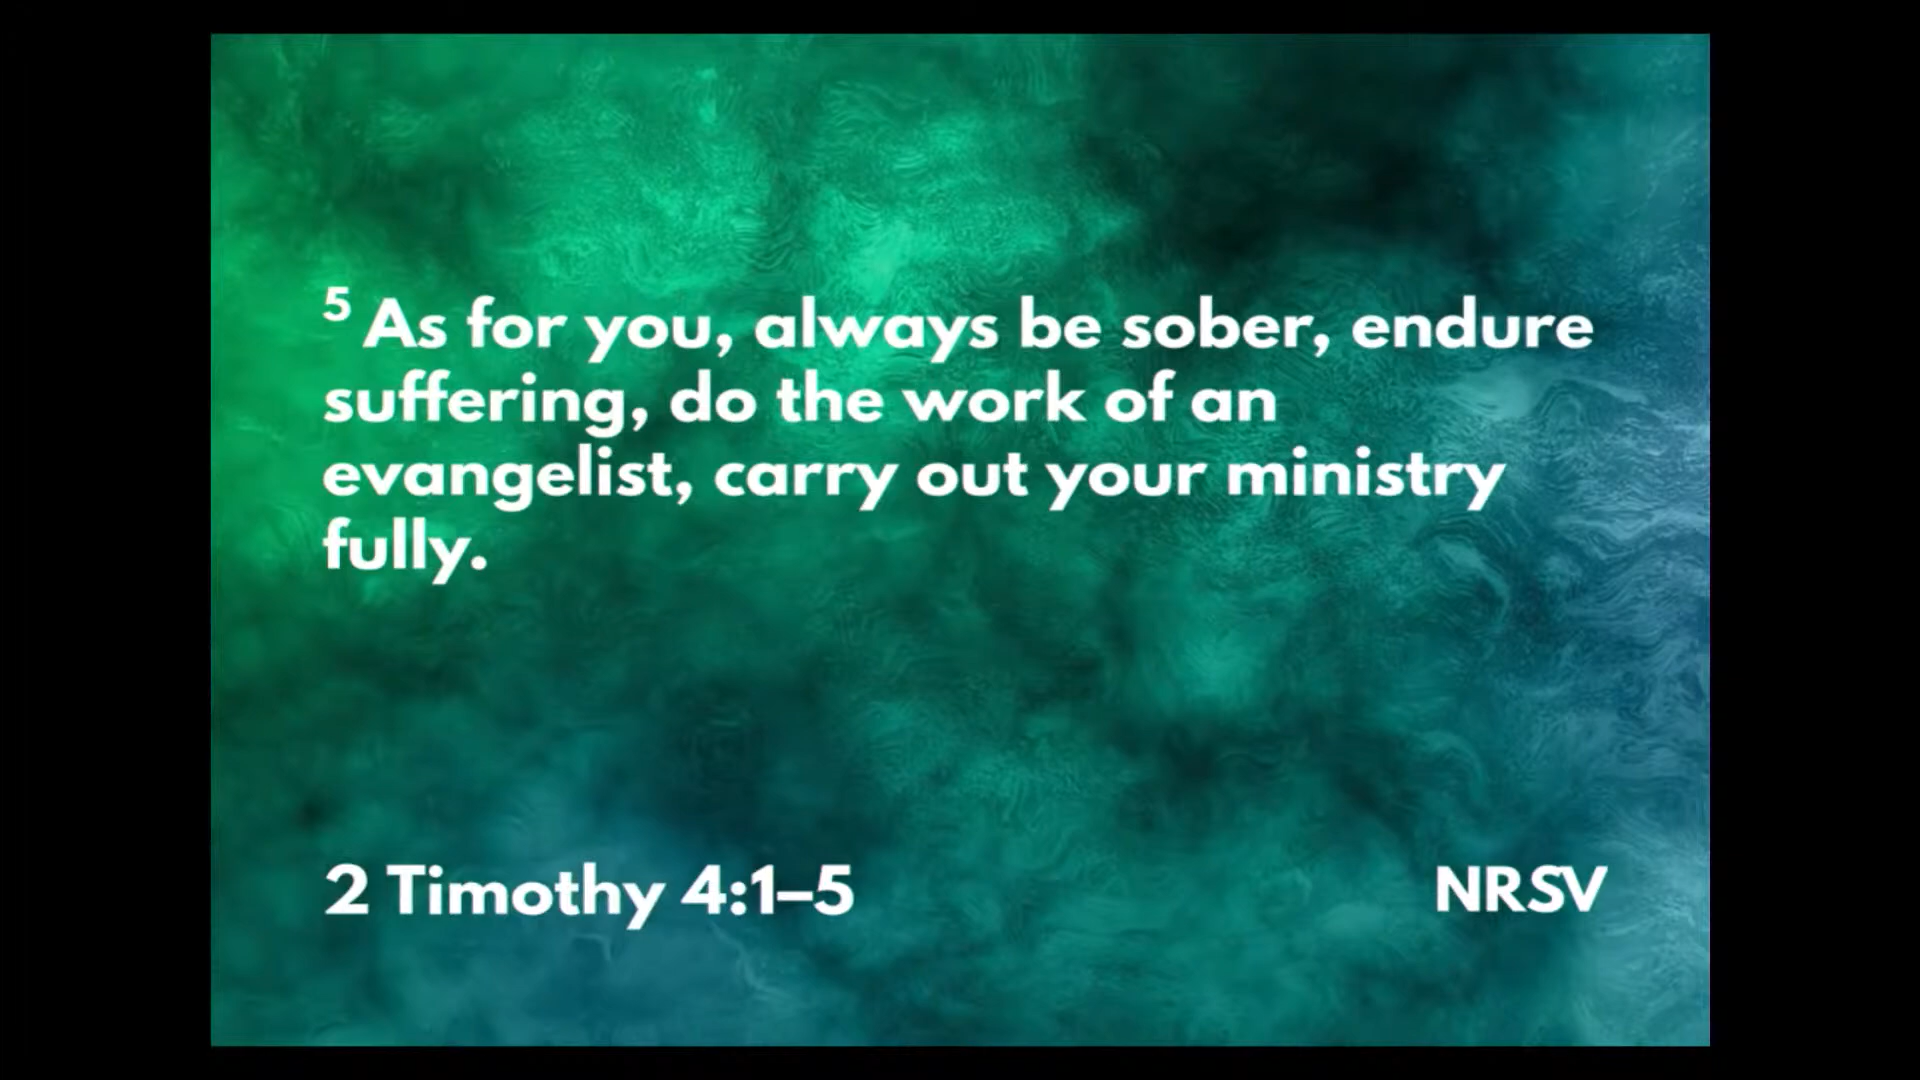 5 As for you, always be sober, endure
suffering, do the work of an
evangelist, carry out your ministry
fully.
2 Timothy 4:1–5 NRSV